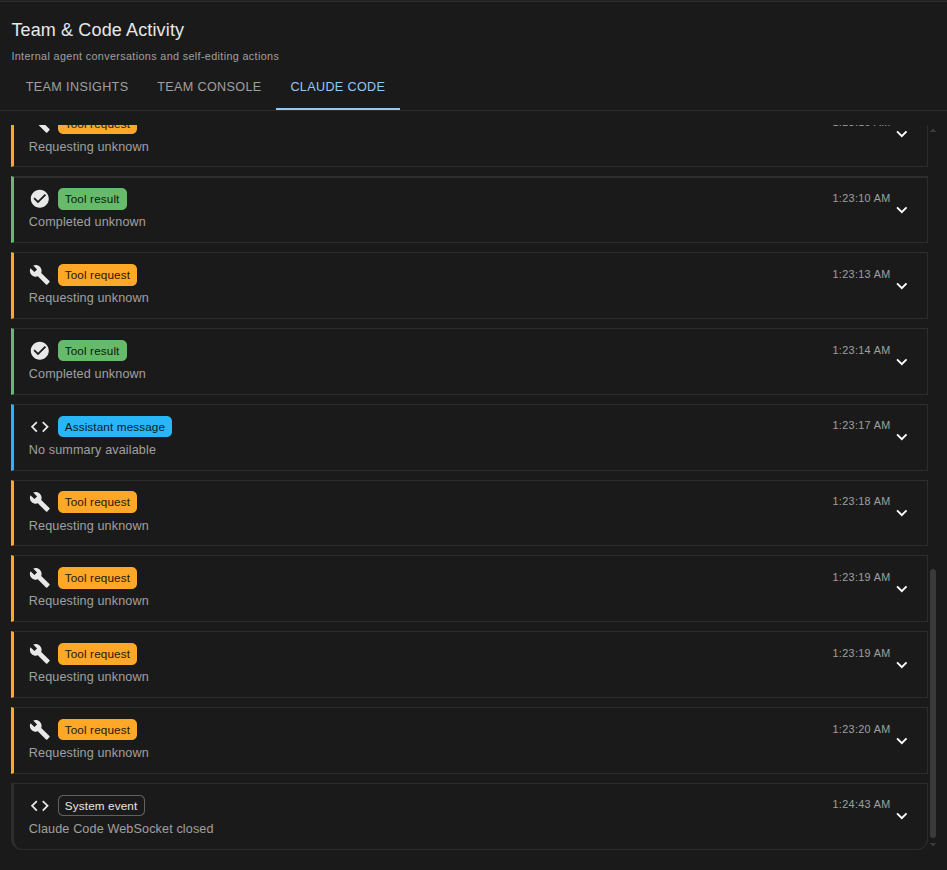 Team & Code Activity
Internal agent conversations and self-editing actions
TEAM INSIGHTS TEAM CONSOLE CLAUDE CODE
Tool request
Requesting unknown
Tool result 1:23:10 AM
Completed unknown
Tool request 1:23:13 AM
Requesting unknown
Tool result 1:23:14 AM
Completed unknown
Assistant message 1:23:17 AM
No summary available
Tool request 1:23:18 AM
Requesting unknown
Tool request 1:23:19 AM
Requesting unknown
Tool request 1:23:19 AM
Requesting unknown
Tool request 1:23:20 AM
Requesting unknown
System event 1:24:43 AM
Claude Code WebSocket closed